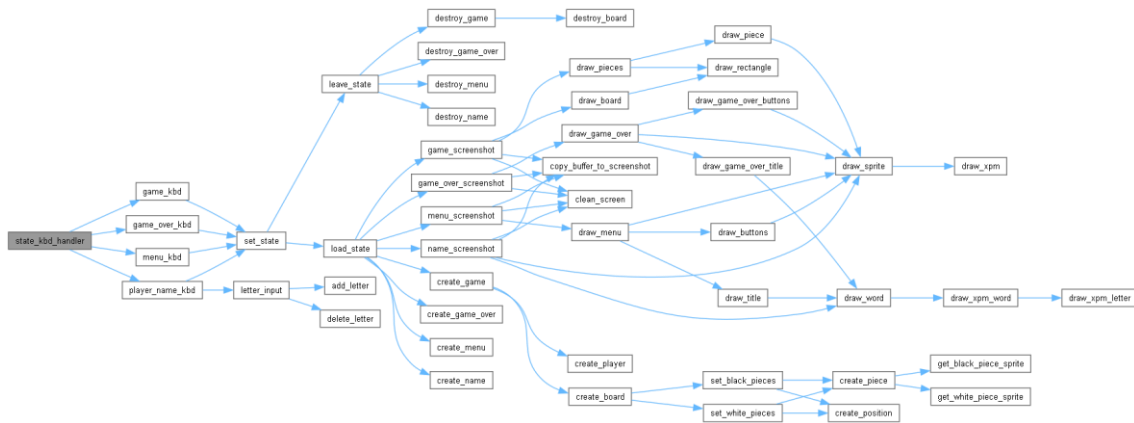 state_kbd_handler
game_kbd
game_over_kbd
menu_kbd
player_name_kbd
set_state
letter_input
leave_state
load_state
add_letter
delete_letter
destroy_game
destroy_game_over
destroy_menu
destroy_name
game_screenshot
game_over_screenshot
menu_screenshot
name_screenshot
create_game
create_game_over
create_menu
create_name
destroy_board
draw_pieces
draw_board
draw_game_over
copy_buffer_to_screenshot
clean_screen
draw_menu
create_player
create_board
draw_piece
draw_rectangle
draw_game_over_buttons
draw_game_over_title
draw_buttons
draw_title
set_black_pieces
set_white_pieces
draw_sprite
draw_word
create_piece
create_position
draw_xpm
draw_xpm_word
get_black_piece_sprite
get_white_piece_sprite
draw_xpm_letter